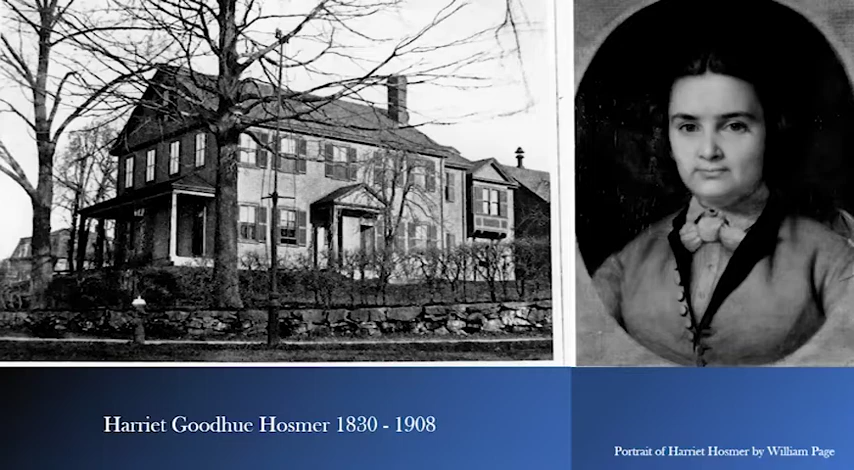 Harriet Goodhue Hosmer 1830 - 1908
Portrait of Harriet Hosmer by William Page